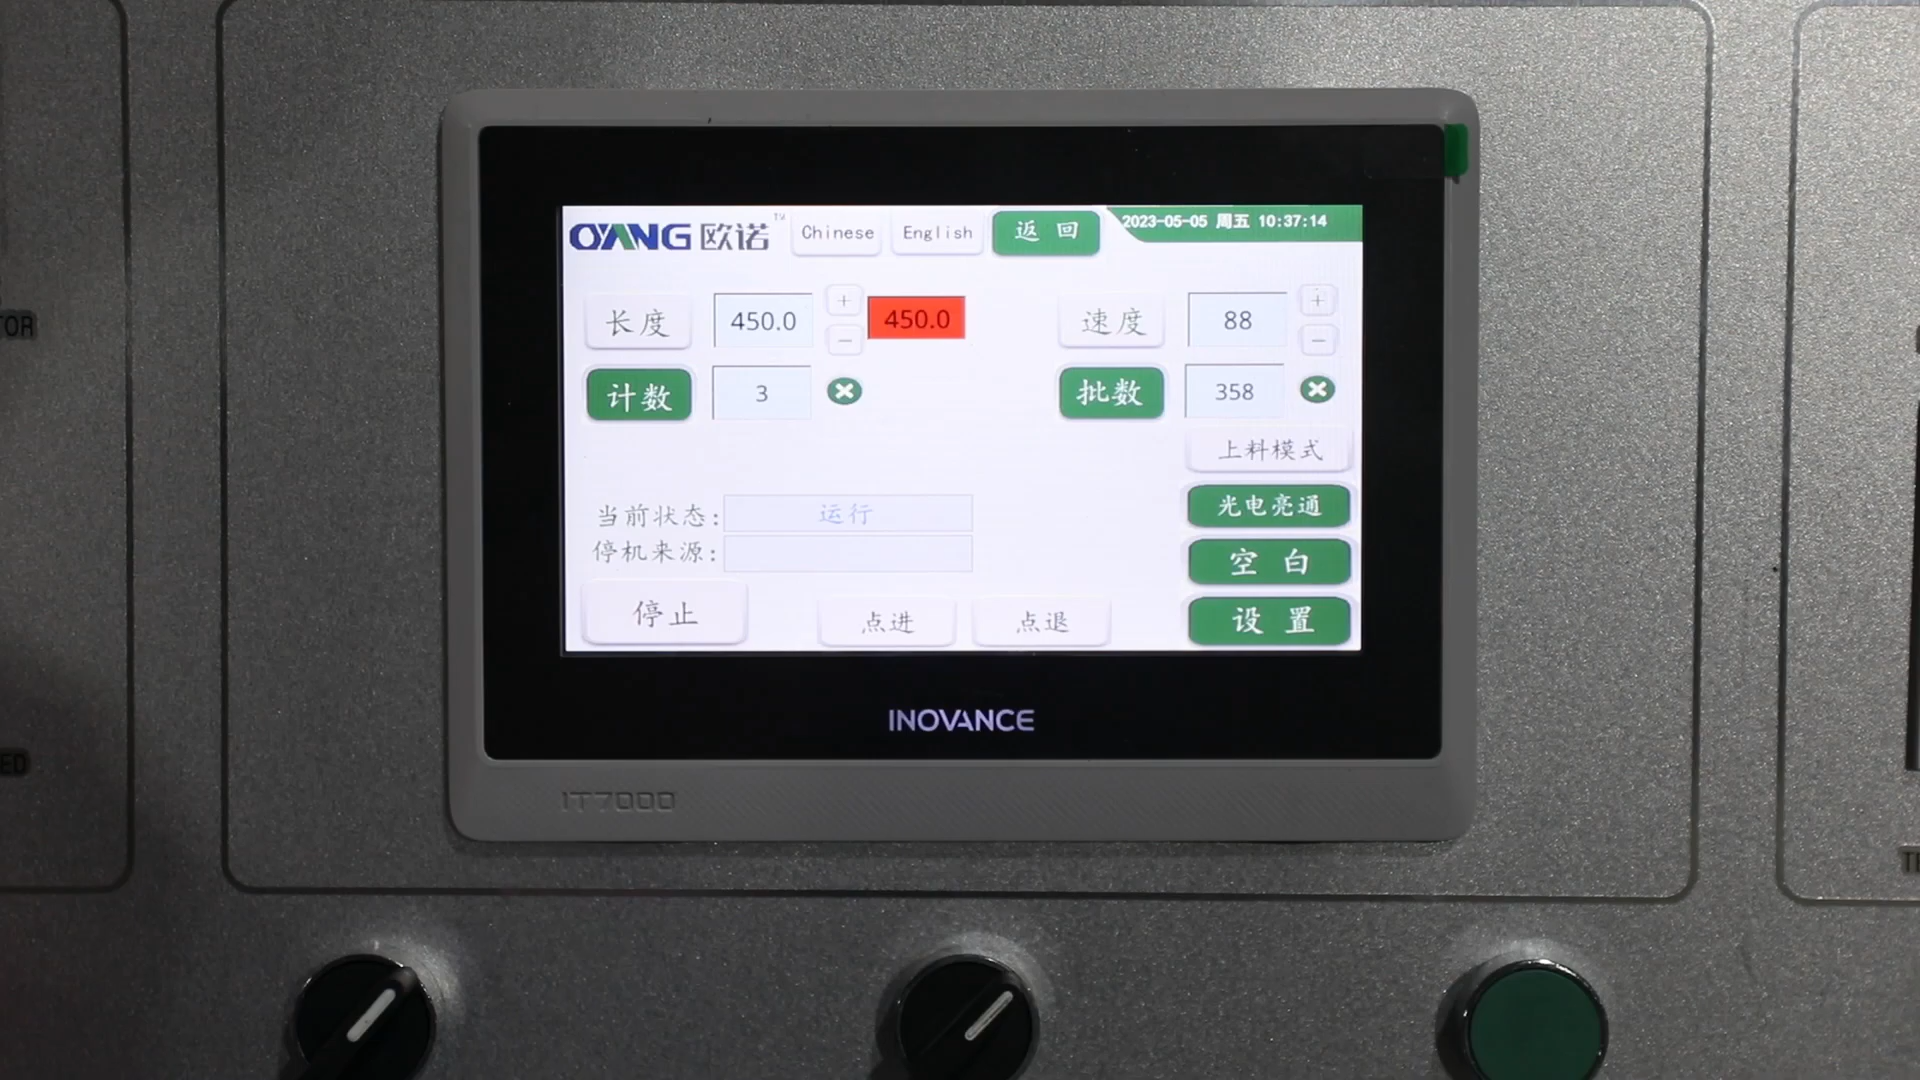 OYANG 欧诺 TM
Chinese
English
返 回
2023-05-05 周五 10:37:14
长度
450.0
+
−
450.0
速度
88
+
−
计数
3
批数
358
上料模式
光电亮通
当前状态:
运行
停机来源:
空 白
停止
点进
点退
设 置
INOVANCE
IT7000
TOR
ED